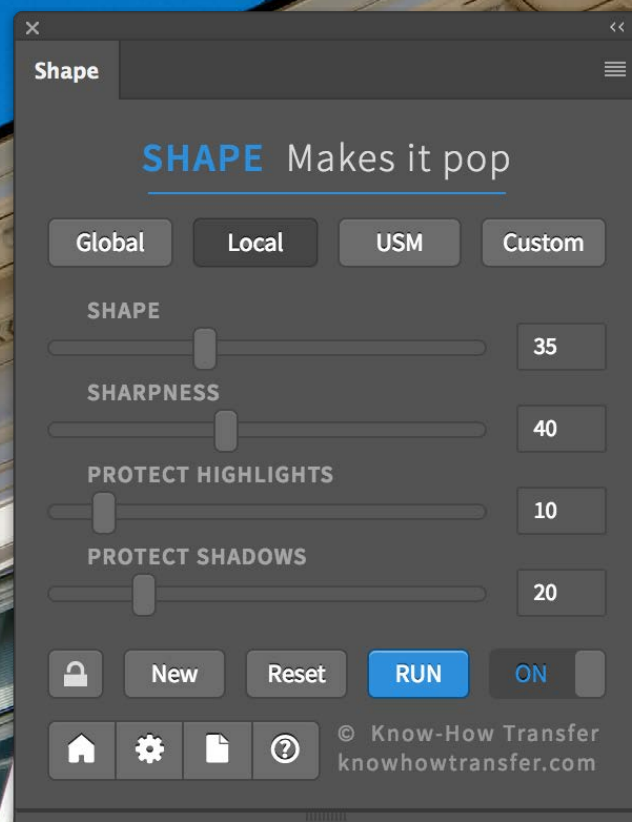 Shape
SHAPE Makes it pop
Global Local USM Custom
SHAPE
35
SHARPNESS
40
PROTECT HIGHLIGHTS
10
PROTECT SHADOWS
20
New Reset RUN ON
© Know-How Transfer
knowhowtransfer.com